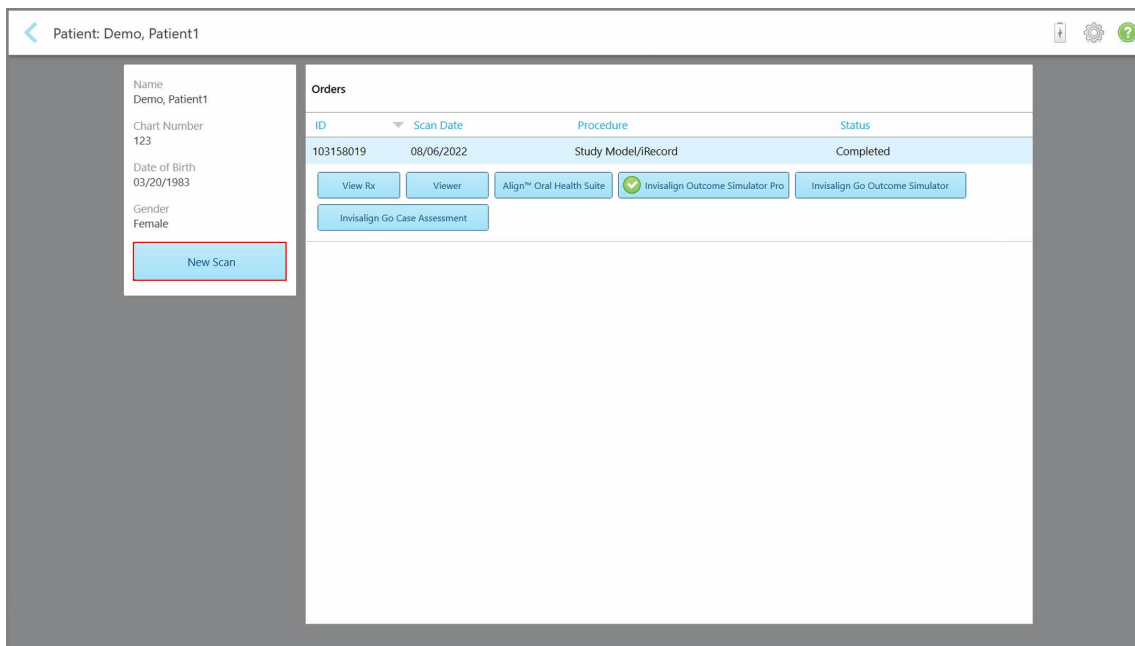 Patient: Demo, Patient1
?
Name
Demo, Patient1
Chart Number
123
Date of Birth
03/20/1983
Gender
Female
New Scan
Orders
ID Scan Date Procedure Status
103158019 08/06/2022 Study Model/iRecord Completed
View Rx Viewer Align™ Oral Health Suite Invisalign Outcome Simulator Pro Invisalign Go Outcome Simulator
Invisalign Go Case Assessment